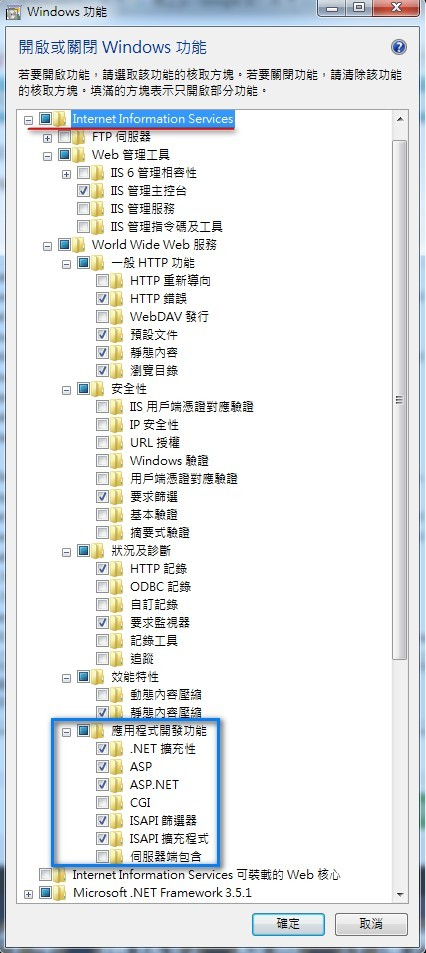 Windows 功能
開啟或關閉 Windows 功能
若要開啟功能，請選取該功能的核取方塊。若要關閉功能，請清除該功能
的核取方塊。填滿的方塊表示只開啟部分功能。
Internet Information Services
FTP 伺服器
Web 管理工具
IIS 6 管理相容性
IIS 管理主控台
IIS 管理服務
IIS 管理指令碼及工具
World Wide Web 服務
一般 HTTP 功能
HTTP 重新導向
HTTP 錯誤
WebDAV 發行
預設文件
靜態內容
瀏覽目錄
安全性
IIS 用戶端憑證對應驗證
IP 安全性
URL 授權
Windows 驗證
用戶端憑證對應驗證
要求篩選
基本驗證
摘要式驗證
狀況及診斷
HTTP 記錄
ODBC 記錄
自訂記錄
要求監視器
記錄工具
追蹤
效能特性
動態內容壓縮
靜態內容壓縮
應用程式開發功能
.NET 擴充性
ASP
ASP.NET
CGI
ISAPI 篩選器
ISAPI 擴充程式
伺服器端包含
Internet Information Services 可裝載的 Web 核心
Microsoft .NET Framework 3.5.1
確定
取消